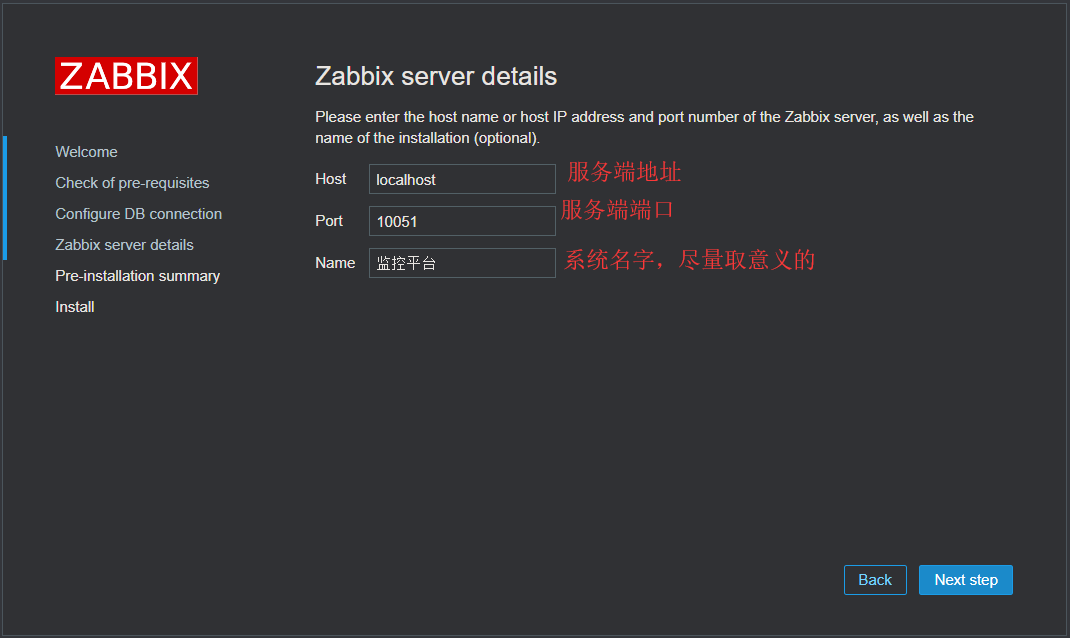 ZABBIX
Welcome
Check of pre-requisites
Configure DB connection
Zabbix server details
Pre-installation summary
Install
Zabbix server details
Please enter the host name or host IP address and port number of the Zabbix server, as well as the
name of the installation (optional).
Host localhost 服务端地址
Port 10051 服务端端口
Name 监控平台 系统名字，尽量取意义的
Back Next step